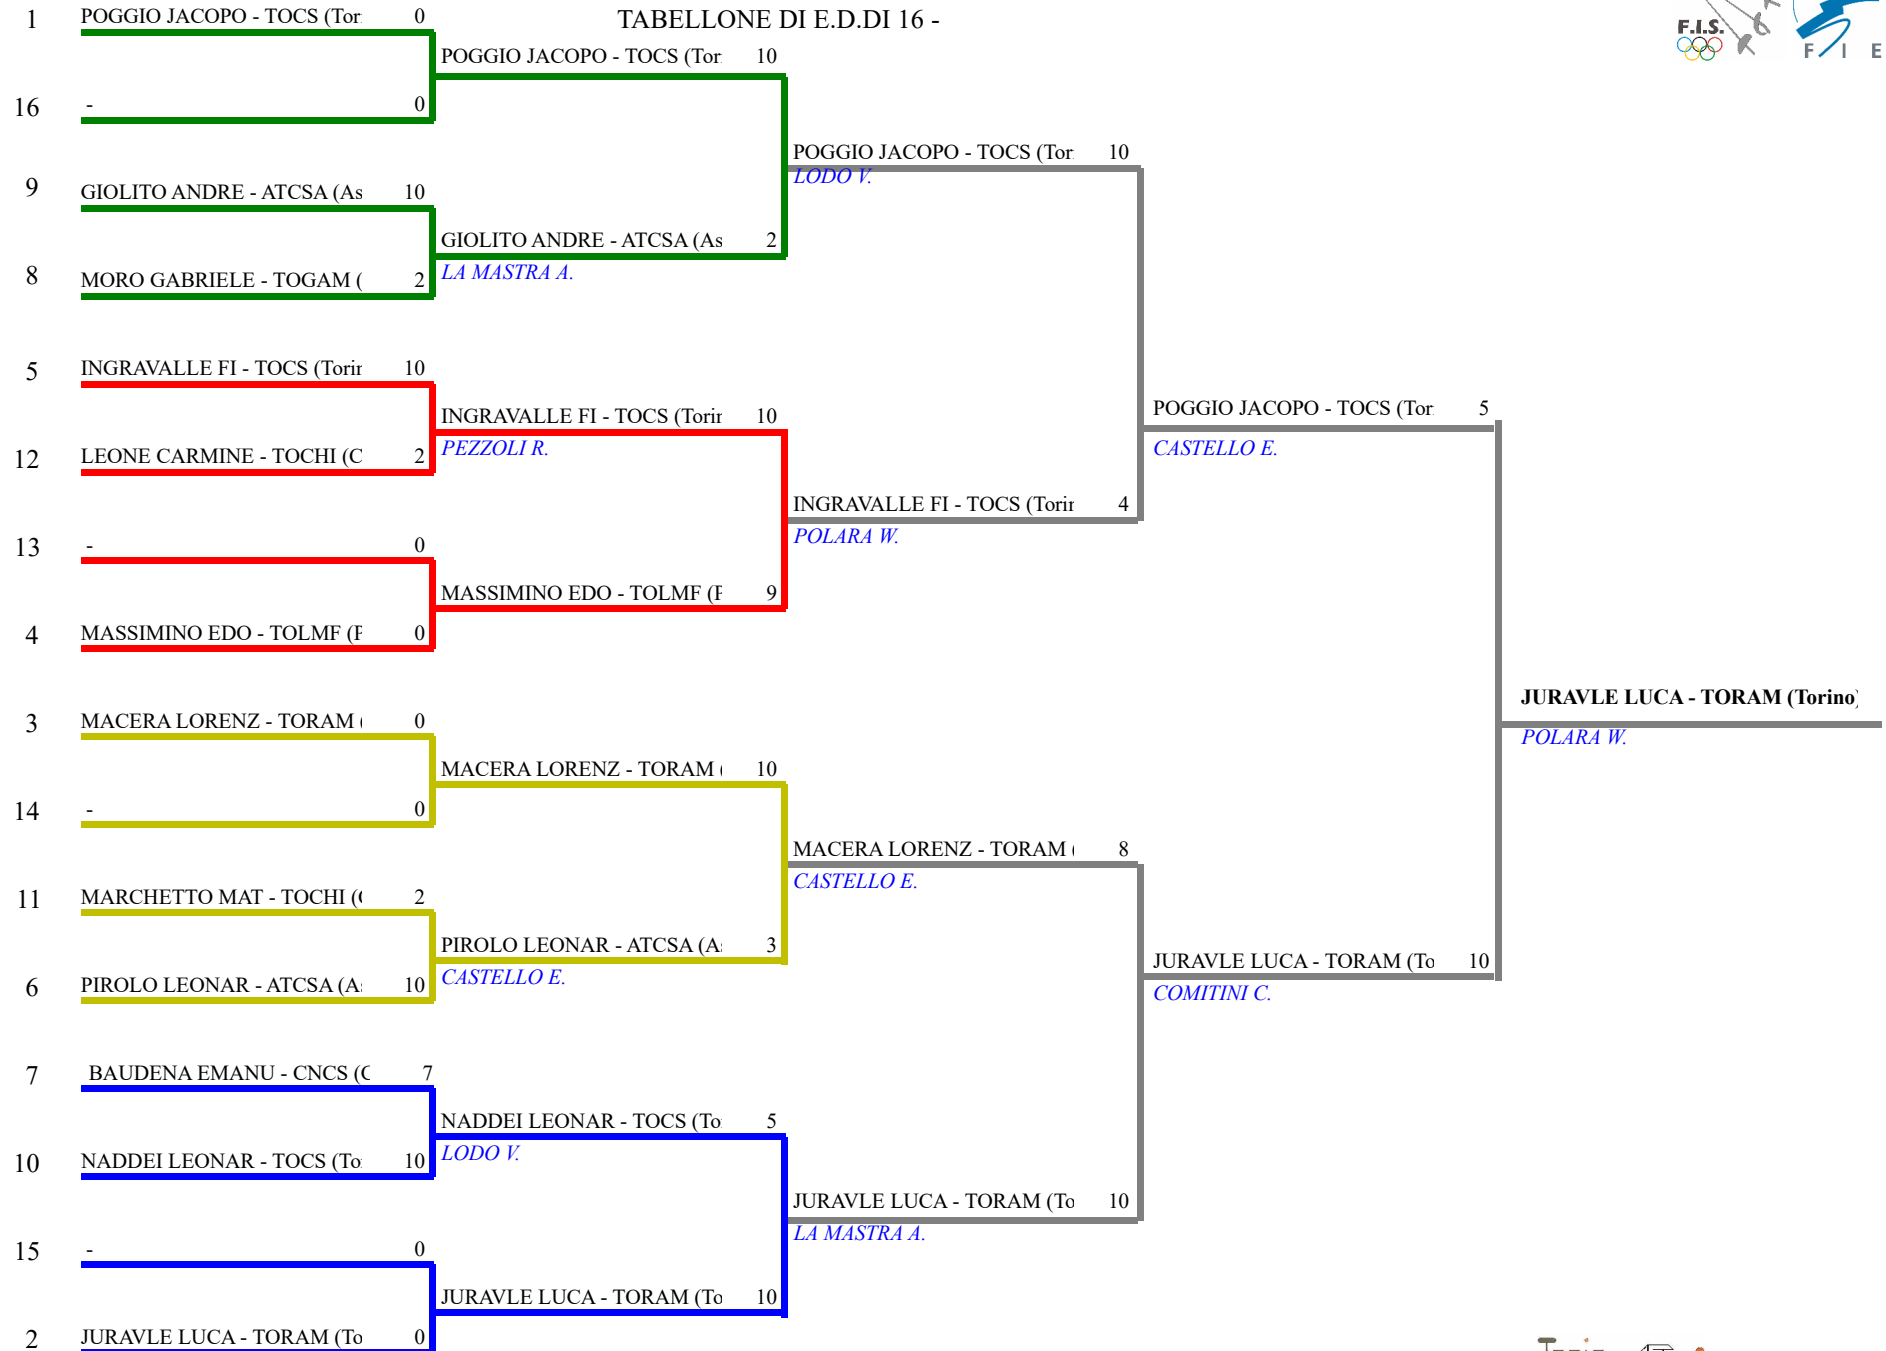 TABELLONE DI E.D.DI 16 -
F.I.S.
F I E
1 POGGIO JACOPO - TOCS (Tor 0
POGGIO JACOPO - TOCS (Tor 10
16 - 0
POGGIO JACOPO - TOCS (Tor 10
LODO V.
9 GIOLITO ANDRE - ATCSA (As 10
GIOLITO ANDRE - ATCSA (As 2
LA MASTRA A.
8 MORO GABRIELE - TOGAM ( 2
5 INGRAVALLE FI - TOCS (Torir 10
INGRAVALLE FI - TOCS (Torir 10
PEZZOLI R.
POGGIO JACOPO - TOCS (Tor 5
CASTELLO E.
12 LEONE CARMINE - TOCHI (C 2
INGRAVALLE FI - TOCS (Torir 4
POLARA W.
13 - 0
MASSIMINO EDO - TOLMF (F 9
4 MASSIMINO EDO - TOLMF (F 0
JURAVLE LUCA - TORAM (Torino)
POLARA W.
3 MACERA LORENZ - TORAM ( 0
MACERA LORENZ - TORAM ( 10
14 - 0
MACERA LORENZ - TORAM ( 8
CASTELLO E.
11 MARCHETTO MAT - TOCHI (C 2
PIROLO LEONAR - ATCSA (As 3
CASTELLO E.
JURAVLE LUCA - TORAM (To 10
COMITINI C.
6 PIROLO LEONAR - ATCSA (As 10
7 BAUDENA EMANU - CNCS (C 7
NADDEI LEONAR - TOCS (To 5
LODO V.
10 NADDEI LEONAR - TOCS (To 10
JURAVLE LUCA - TORAM (To 10
LA MASTRA A.
15 - 0
JURAVLE LUCA - TORAM (To 10
2 JURAVLE LUCA - TORAM (To 0